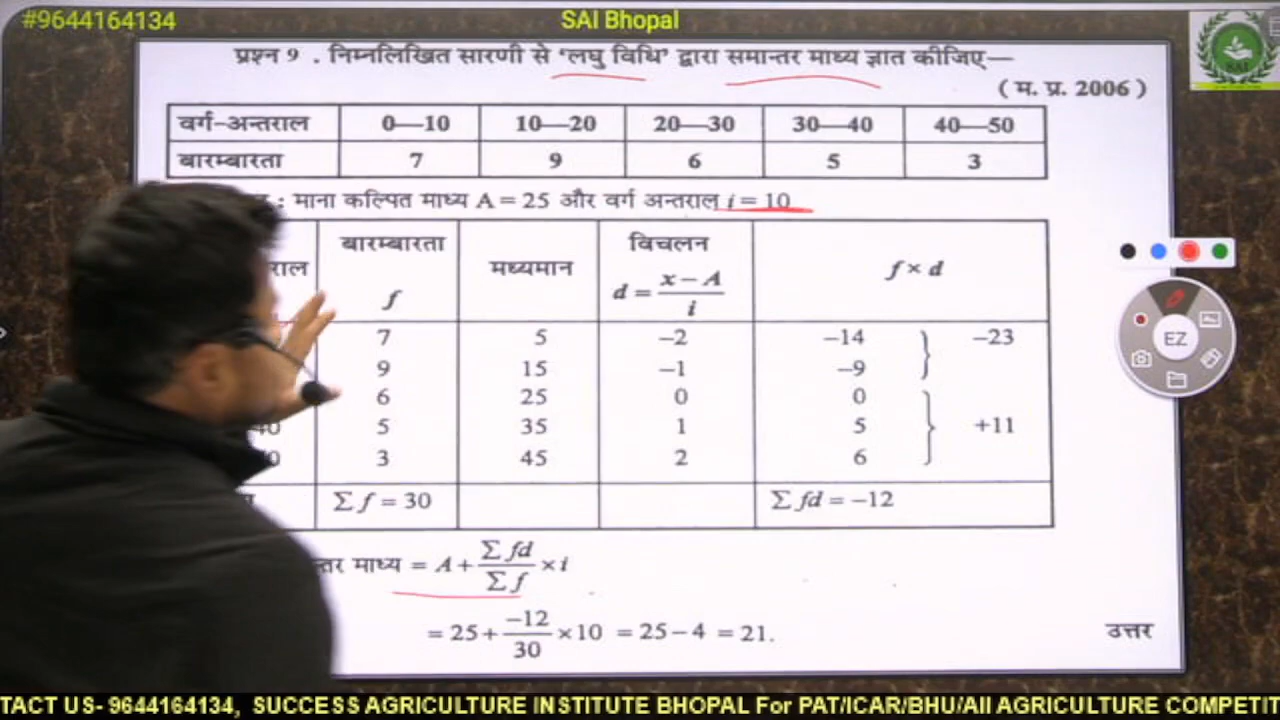 #9644164134
SAI Bhopal
प्रश्न 9 . निम्नलिखित सारणी से ‘लघु विधि’ द्वारा समान्तर माध्य ज्ञात कीजिए—
( म. प्र. 2006 )
वर्ग-अन्तराल 0—10 10—20 20—30 30—40 40—50
बारम्बारता 7 9 6 5 3
: माना कल्पित माध्य A = 25 और वर्ग अन्तराल i = 10
राल बारम्बारता f मध्यमान विचलन d = x – A / i f × d
7 5 –2 –14 } –23
9 15 –1 –9
6 25 0 0
40 5 35 1 5 } +11
3 45 2 6
Σ f = 30 Σ fd = –12
माध्य = A + Σ fd / Σ f × i
= 25 + –12 / 30 × 10 = 25 – 4 = 21.
उत्तर
EZ
TACT US- 9644164134, SUCCESS AGRICULTURE INSTITUTE BHOPAL For PAT/ICAR/BHU/All AGRICULTURE COMPETIT